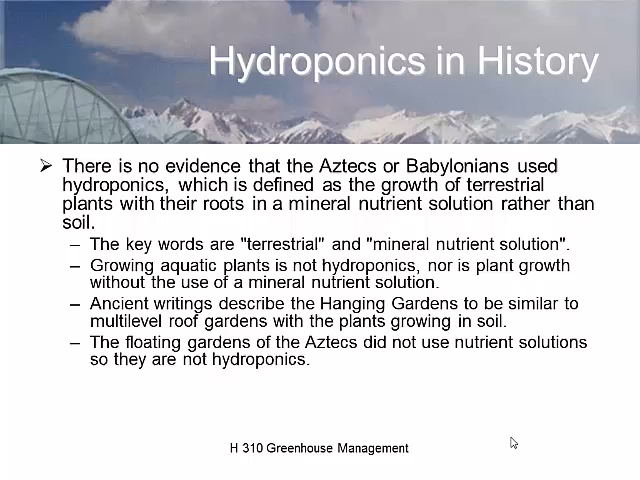 Hydroponics in History
➢ There is no evidence that the Aztecs or Babylonians used
hydroponics, which is defined as the growth of terrestrial
plants with their roots in a mineral nutrient solution rather than
soil.
– The key words are "terrestrial" and "mineral nutrient solution".
– Growing aquatic plants is not hydroponics, nor is plant growth
without the use of a mineral nutrient solution.
– Ancient writings describe the Hanging Gardens to be similar to
multilevel roof gardens with the plants growing in soil.
– The floating gardens of the Aztecs did not use nutrient solutions
so they are not hydroponics.
H 310 Greenhouse Management